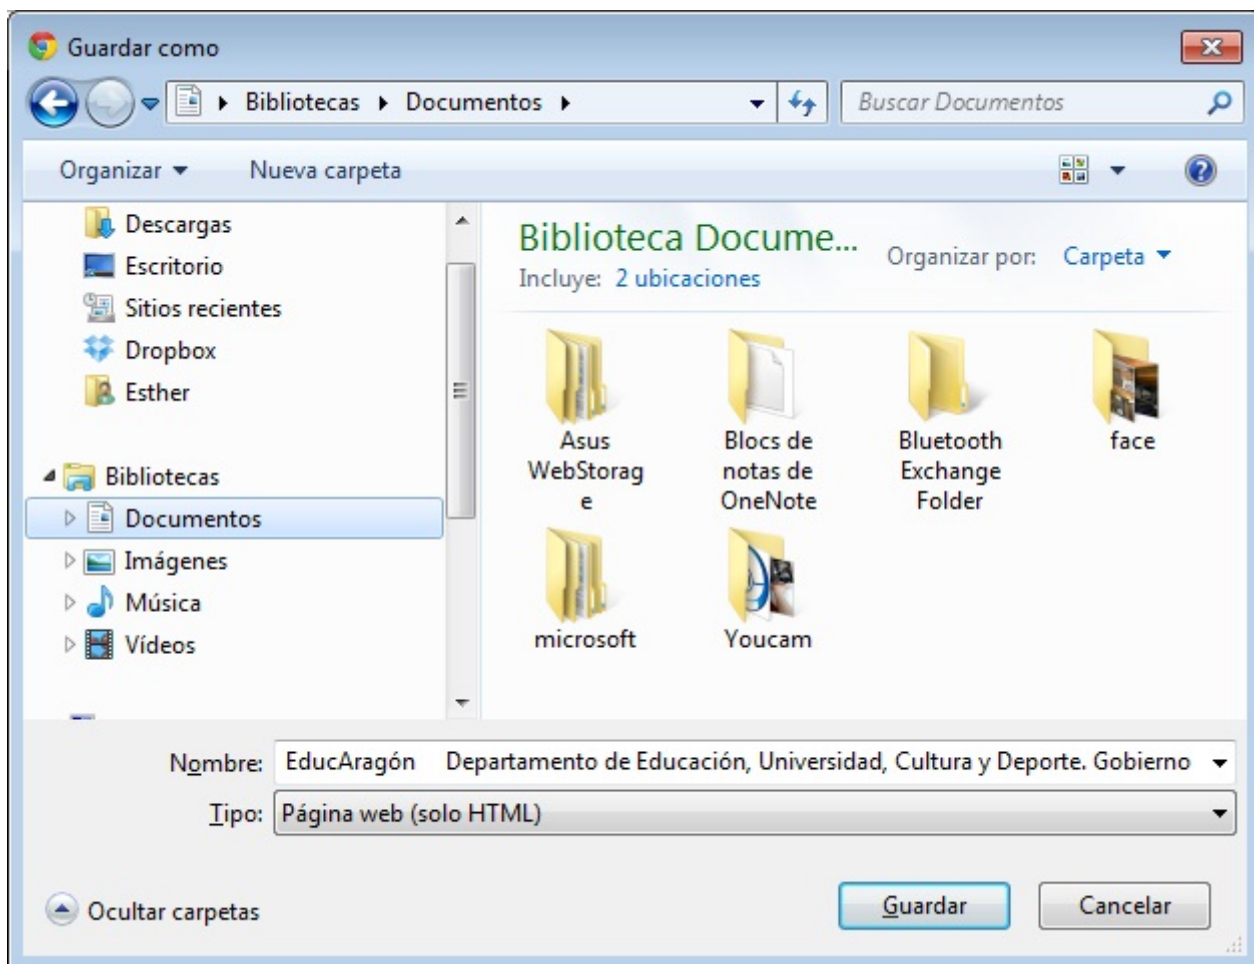 Guardar como
Bibliotecas Documentos
Buscar Documentos
Organizar Nueva carpeta
Descargas
Escritorio
Sitios recientes
Dropbox
Esther
Bibliotecas
Documentos
Imágenes
Música
Vídeos
Biblioteca Docume...
Incluye: 2 ubicaciones
Organizar por: Carpeta
Asus
WebStorag
e
Blocs de
notas de
OneNote
Bluetooth
Exchange
Folder
face
microsoft
Youcam
Nombre: EducAragón Departamento de Educación, Universidad, Cultura y Deporte. Gobierno
Tipo: Página web (solo HTML)
Ocultar carpetas
Guardar
Cancelar